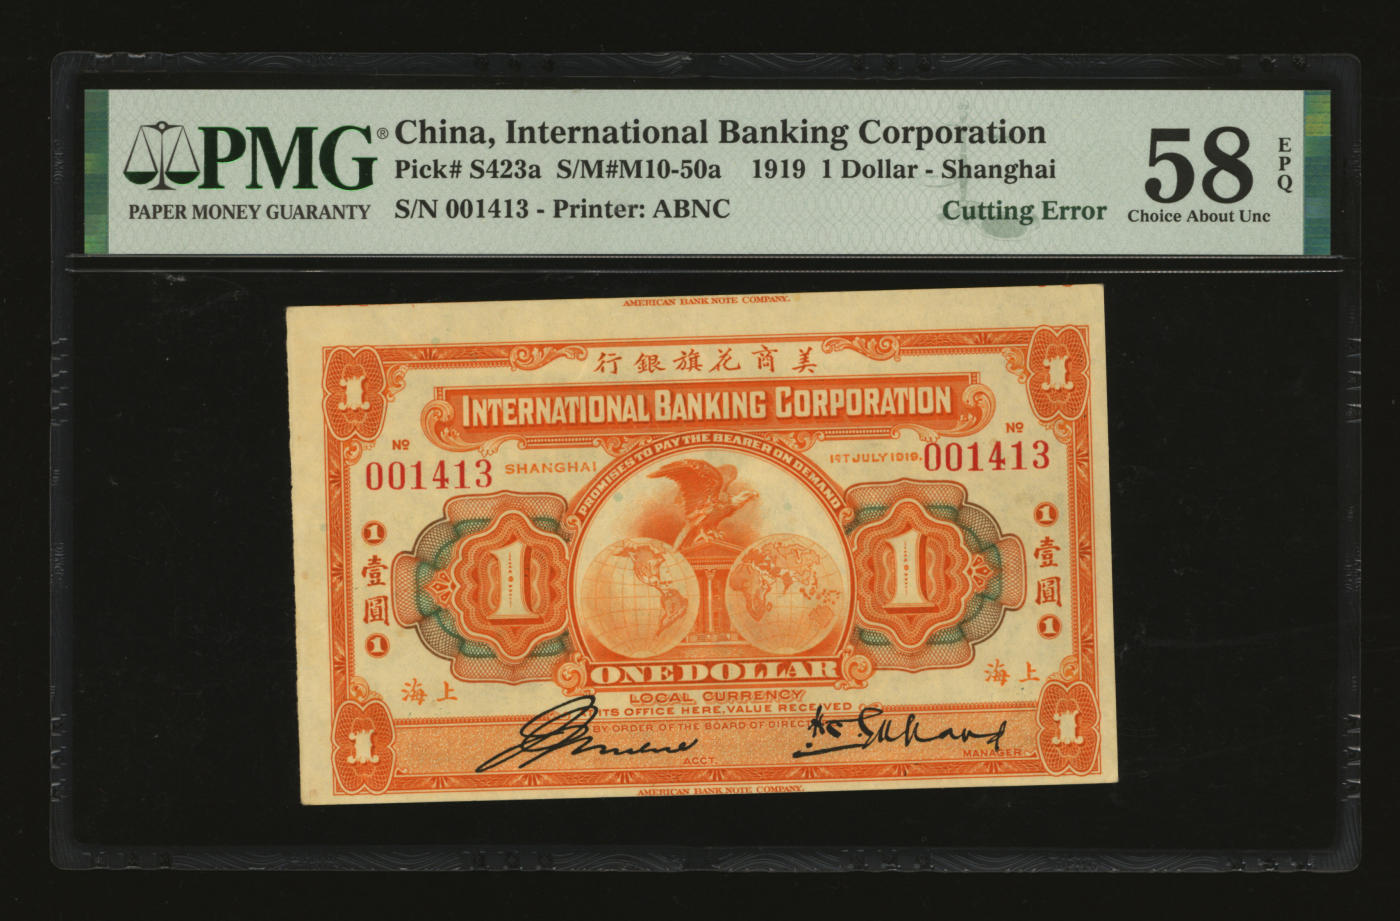 PMG®
PAPER MONEY GUARANTY
China, International Banking Corporation
Pick# S423a S/M#M10-50a 1919 1 Dollar - Shanghai
S/N 001413 - Printer: ABNC
Cutting Error
58
EPQ
Choice About Unc
AMERICAN BANK NOTE COMPANY.
行銀旗花商美
1 1
INTERNATIONAL BANKING CORPORATION
Nº Nº
001413 SHANGHAI 1ST JULY 1919. 001413
PROMISES TO PAY THE BEARER ON DEMAND
1 1
壹圓 1 1 壹圓
1 1
ONE DOLLAR
海上 海上
LOCAL CURRENCY
ITS OFFICE HERE, VALUE RECEIVED
BY ORDER OF THE BOARD OF
1 1
ACCT. MANAGER
AMERICAN BANK NOTE COMPANY.